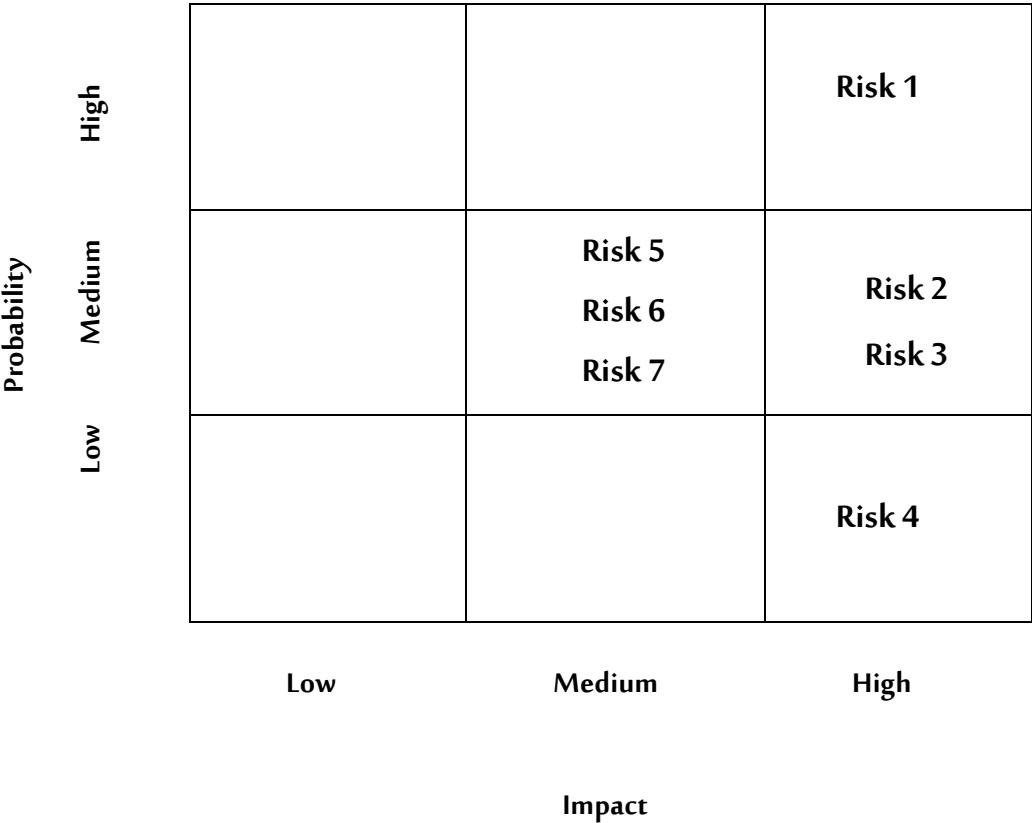 Probability
High
Medium
Low
Risk 1
Risk 5
Risk 6
Risk 7
Risk 2
Risk 3
Risk 4
Low
Medium
High
Impact